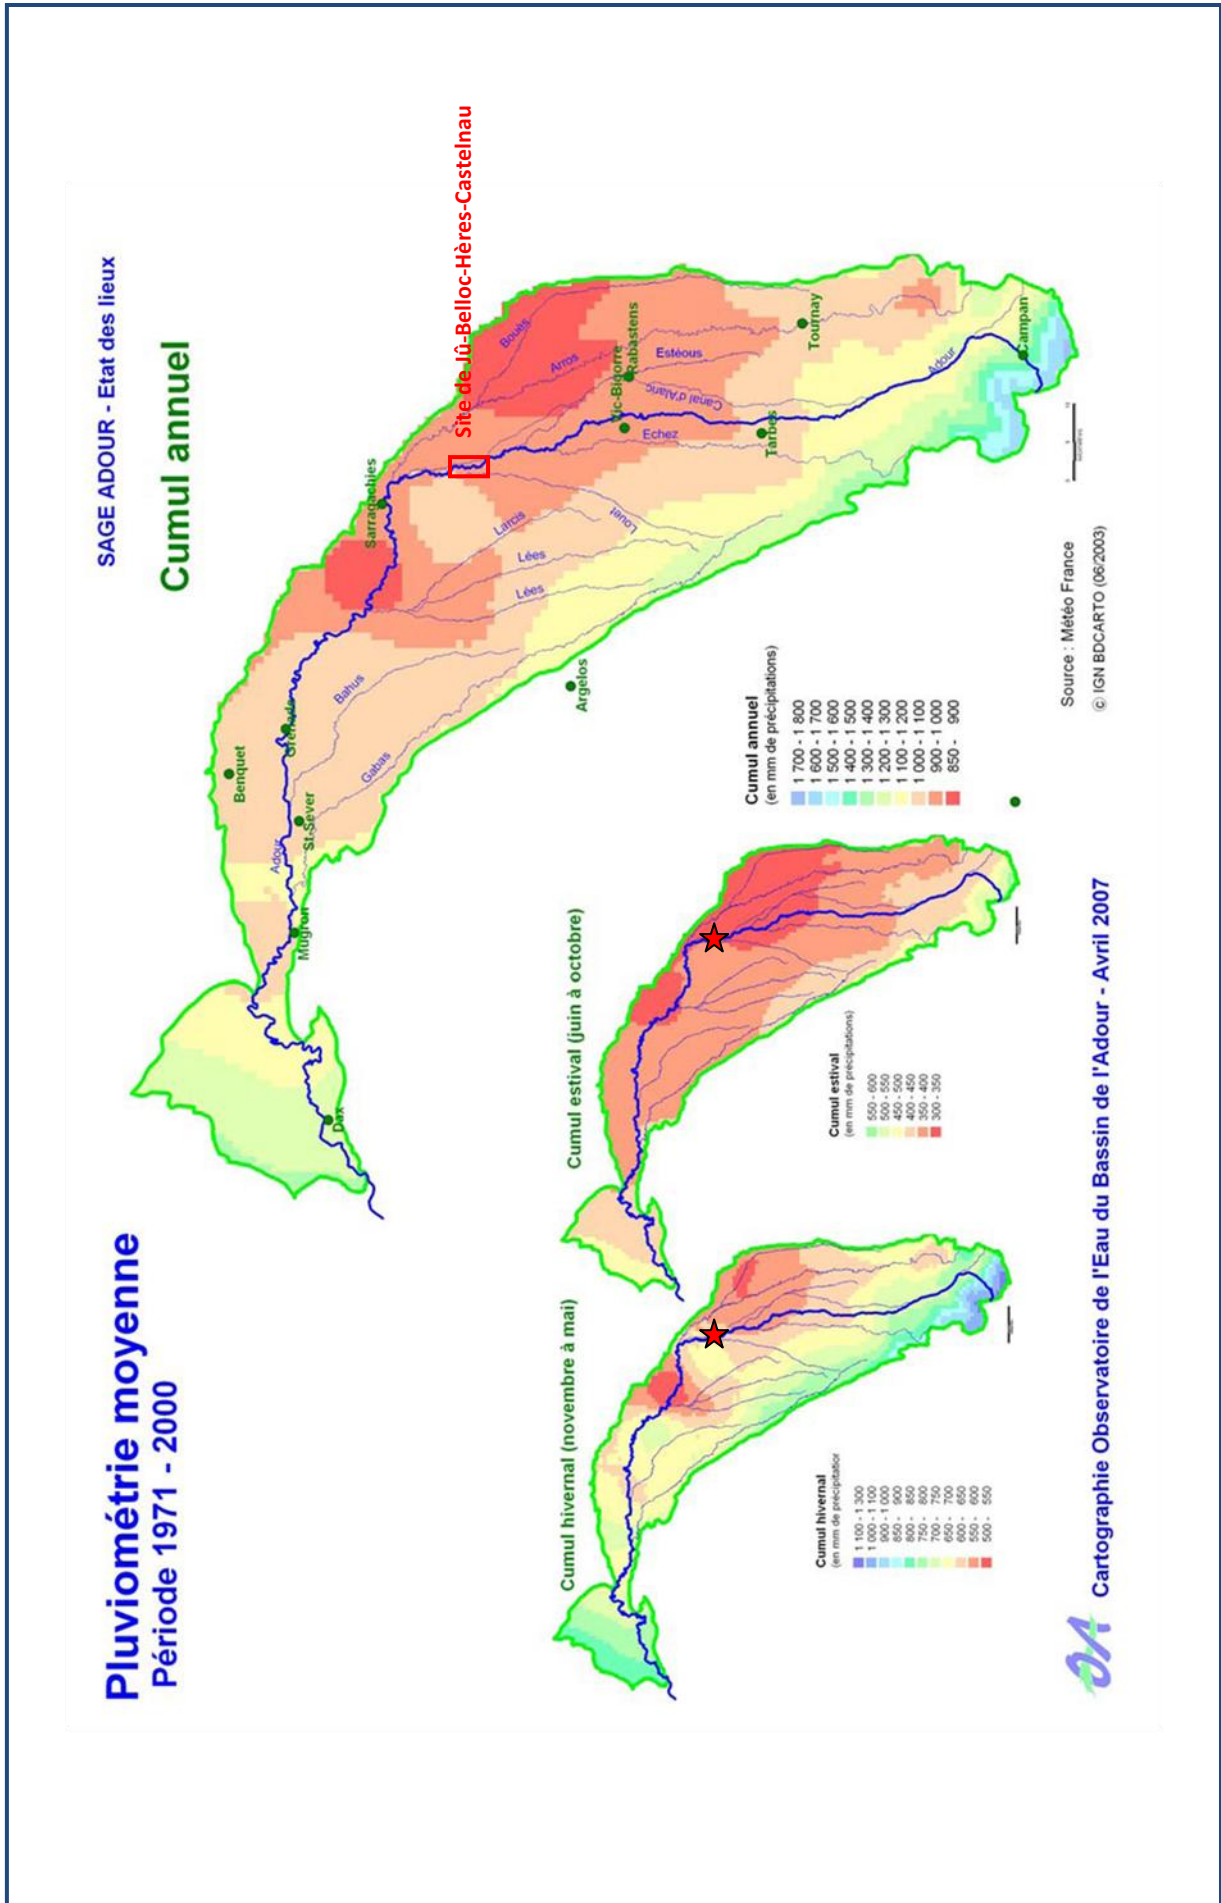 Pluviométrie moyenne
Période 1971 - 2000
SAGE ADOUR - Etat des lieux
Cumul annuel
Site de Jû-Belloc-Hères-Castelnau
Benquet
Grenade
Sarragachies
Adour
St.Sever
Mugron
Dax
Bahus
Gabas
Argelos
Larcis
Lées
Lées
Louet
Bouès
Arros
Vic-Bigorre
Rabastens
Estéous
Canal d'Alaric
Echez
Tarbes
Tournay
Adour
Campan
Cumul annuel
(en mm de précipitations)
1 700 - 1 800
1 600 - 1 700
1 500 - 1 600
1 400 - 1 500
1 300 - 1 400
1 200 - 1 300
1 100 - 1 200
1 000 - 1 100
900 - 1 000
850 - 900
Source : Météo France
© IGN BDCARTO (06/2003)
Cumul hivernal (novembre à mai)
Cumul hivernal
(en mm de précipitation
1 100 - 1 300
1 000 - 1 100
900 - 1 000
850 - 900
800 - 850
750 - 800
700 - 750
650 - 700
600 - 650
550 - 600
500 - 550
Cumul estival (juin à octobre)
Cumul estival
(en mm de précipitations)
550 - 600
500 - 550
450 - 500
400 - 450
350 - 400
300 - 350
OA Cartographie Observatoire de l'Eau du Bassin de l'Adour - Avril 2007